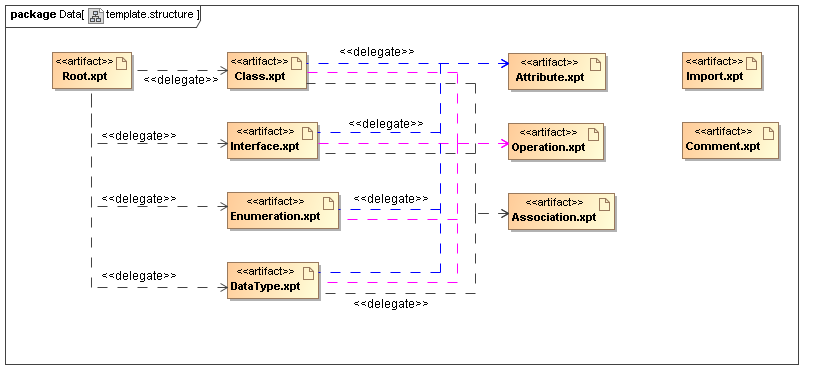 package Data[ template.structure ]
<<artifact>>
Root.xpt
<<delegate>>
<<artifact>>
Class.xpt
<<delegate>>
<<artifact>>
Attribute.xpt
<<artifact>>
Import.xpt
<<delegate>>
<<artifact>>
Interface.xpt
<<delegate>>
<<artifact>>
Operation.xpt
<<artifact>>
Comment.xpt
<<delegate>>
<<artifact>>
Enumeration.xpt
<<delegate>>
<<artifact>>
Association.xpt
<<delegate>>
<<artifact>>
DataType.xpt
<<delegate>>